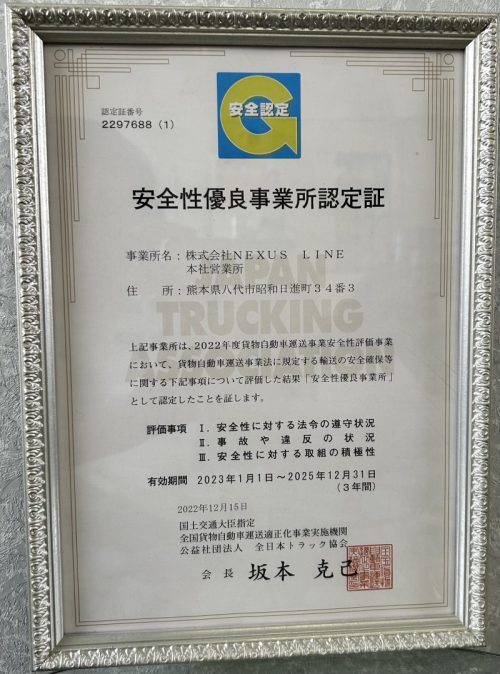 認定証番号
2297688（1）
安全認定
G
安全性優良事業所認定証
事業所名：株式会社ＮＥＸＵＳ　ＬＩＮＥ
本社営業所
住　所：熊本県八代市昭和日進町３４番３
JAPAN
TRUCKING
上記事業所は、2022年度貨物自動車運送事業安全性評価事業
において、貨物自動車運送事業法に規定する輸送の安全確保等
に関する下記事項について評価した結果「安全性優良事業所」
として認定したことを証します。
評価事項　Ⅰ．安全性に対する法令の遵守状況
Ⅱ．事故や違反の状況
Ⅲ．安全性に対する取組の積極性
有効期間　2023年1月1日～2025年12月31日
（３年間）
2022年12月15日
国土交通大臣指定
全国貨物自動車運送適正化事業実施機関
公益社団法人　全日本トラック協会
会長　坂本　克己